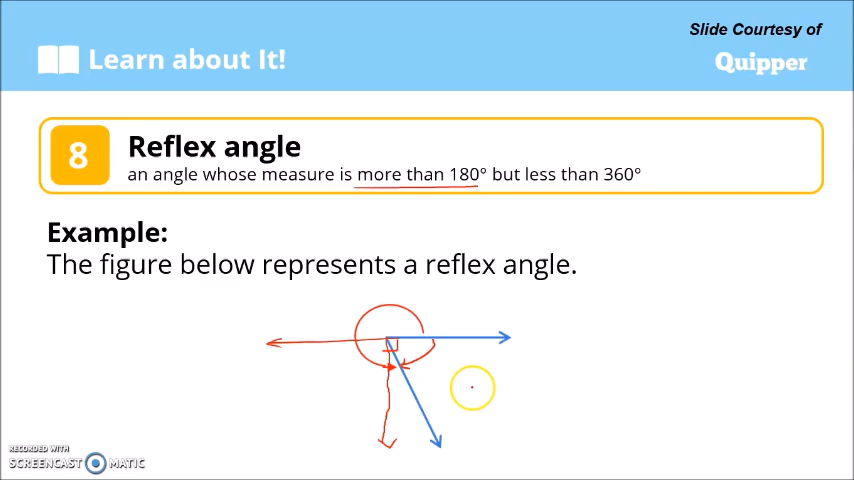 Slide Courtesy of
Learn about It!
Quipper
8
Reflex angle
an angle whose measure is more than 180° but less than 360°
Example:
The figure below represents a reflex angle.
RECORDED WITH
SCREENCAST MATIC